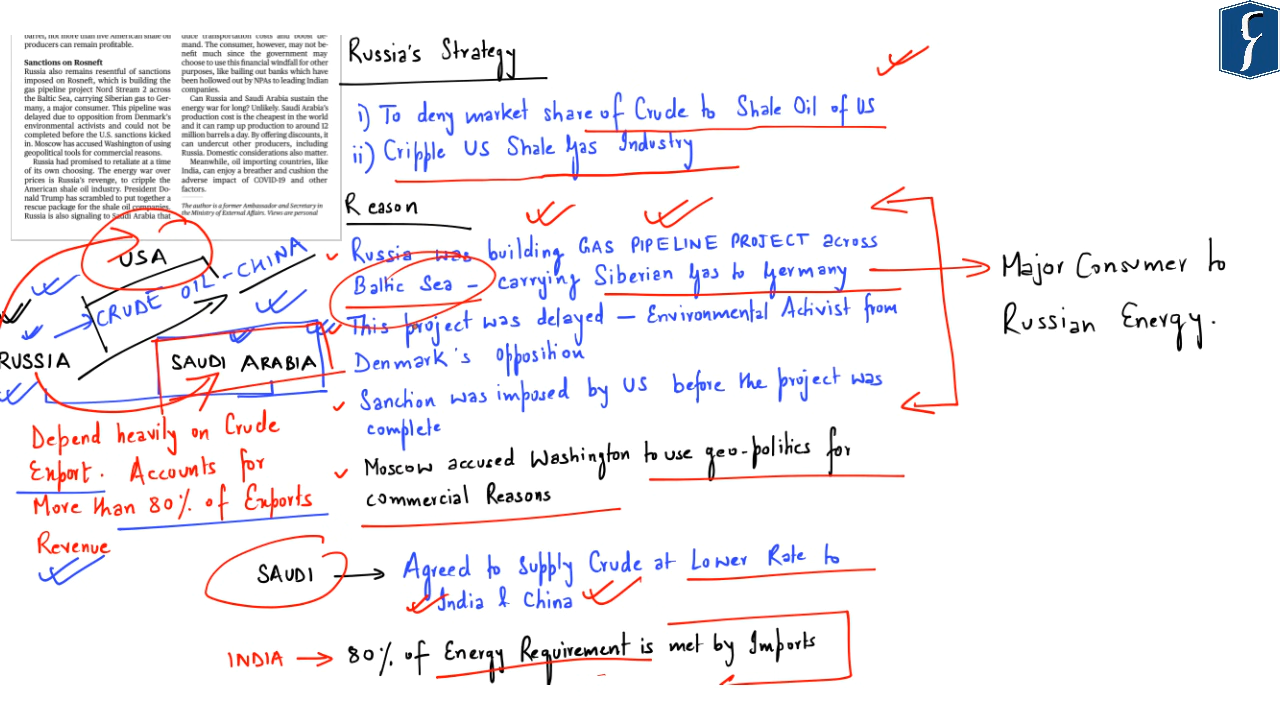 barrel, not more than five American shale oil
producers can remain profitable.
Sanctions on Rosneft
Russia also remains resentful of sanctions
imposed on Rosneft, which is building the
gas pipeline project Nord Stream 2 across
the Baltic Sea, carrying Siberian gas to Ger-
many, a major consumer. This pipeline was
delayed due to opposition from Denmark's
environmental activists and could not be
completed before the U.S. sanctions kicked
in. Moscow has accused Washington of using
geopolitical tools for commercial reasons.
Russia had promised to retaliate at a time
of its own choosing. The energy war over
prices is Russia's revenge, to cripple the
American shale oil industry. President Do-
nald Trump has scrambled to put together a
rescue package for the shale oil companies.
Russia is also signaling to Saudi Arabia that
duce transportation costs and boost de-
mand. The consumer, however, may not be-
nefit much since the government may
choose to use this financial windfall for other
purposes, like bailing out banks which have
been hollowed out by NPAs to leading Indian
companies.
Can Russia and Saudi Arabia sustain the
energy war for long? Unlikely. Saudi Arabia's
production cost is the cheapest in the world
and it can ramp up production to around 12
million barrels a day. By offering discounts, it
can undercut other producers, including
Russia. Domestic considerations also matter.
Meanwhile, oil importing countries, like
India, can enjoy a breather and cushion the
adverse impact of COVID-19 and other
factors.
The author is a former Ambassador and Secretary in
the Ministry of External Affairs. Views are personal
Russia's Strategy
i) To deny market share of Crude to Shale Oil of US
ii) Cripple US Shale Gas Industry
Reason
Russia was building GAS PIPELINE PROJECT across
Baltic Sea - carrying Siberian Gas to Germany
This project was delayed - Environmental Activist from
Denmark's opposition
Sanction was imposed by US before the project was
complete
Moscow accused Washington to use geo-politics for
commercial Reasons
Major Consumer to
Russian Energy.
USA
CRUDE OIL - CHINA
RUSSIA
SAUDI ARABIA
Depend heavily on Crude
Export. Accounts for
More than 80% of Exports
Revenue
SAUDI → Agreed to supply Crude at Lower Rate to
India & China
INDIA → 80% of Energy Requirement is met by Imports